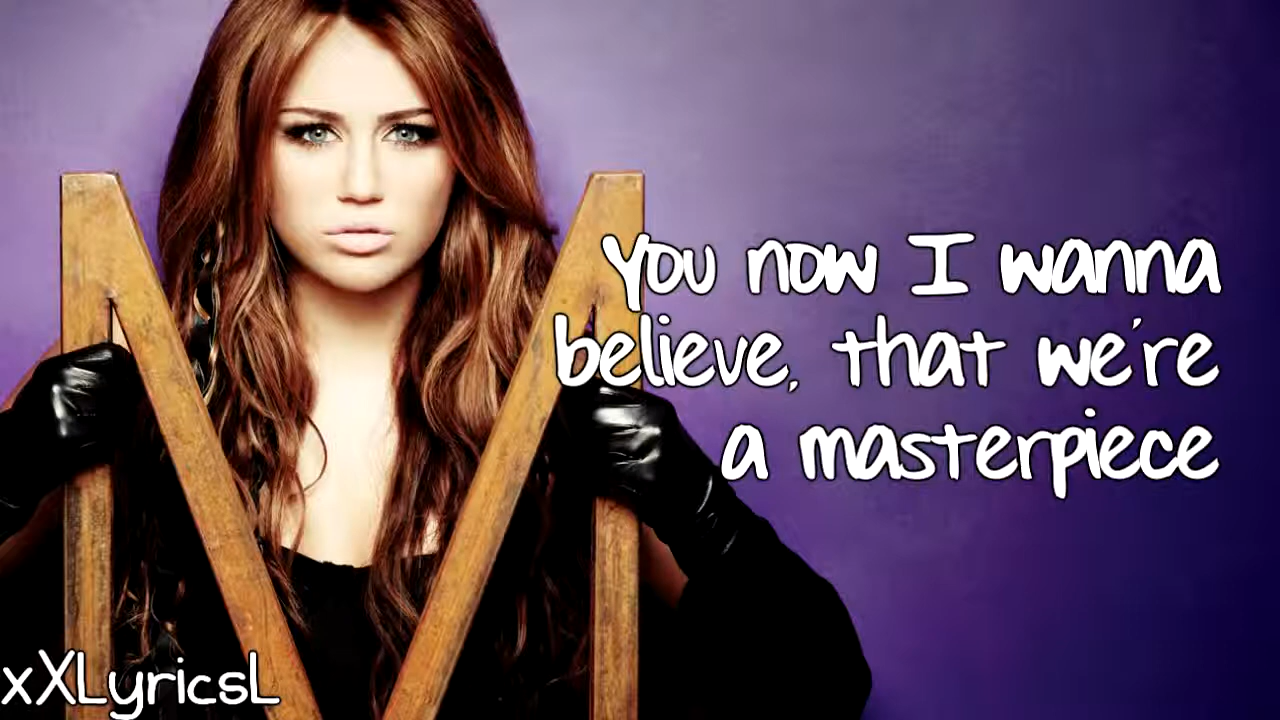 You now I wanna
believe, that we're
a masterpiece
xXLyricsL